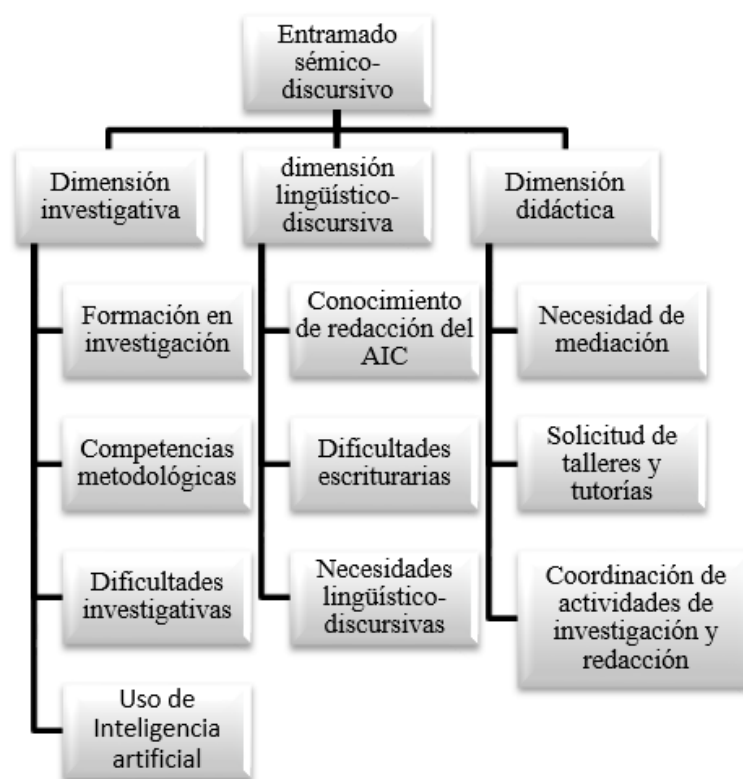 Entramado
sémico-
discursivo
Dimensión
investigativa
dimensión
lingüístico-
discursiva
Dimensión
didáctica
Formación en
investigación
Conocimiento
de redacción del
AIC
Necesidad de
mediación
Competencias
metodológicas
Dificultades
escriturarias
Solicitud de
talleres y
tutorías
Dificultades
investigativas
Necesidades
lingüístico-
discursivas
Coordinación de
actividades de
investigación y
redacción
Uso de
Inteligencia
artificial